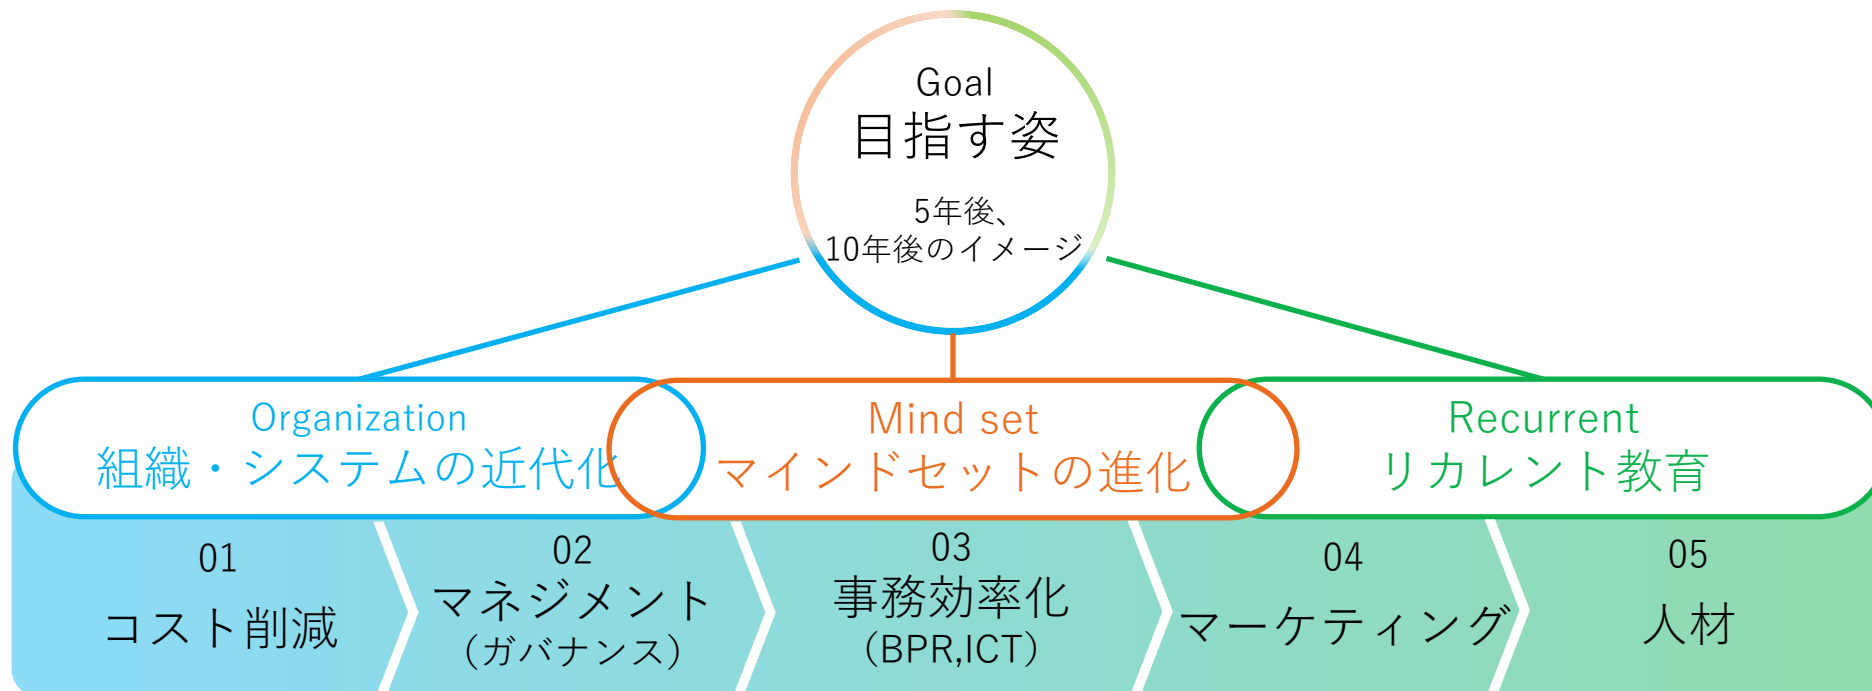 Goal
目指す姿
5年後、
10年後のイメージ
Organization
組織・システムの近代化
Mind set
マインドセットの進化
Recurrent
リカレント教育
01
コスト削減
02
マネジメント
(ガバナンス)
03
事務効率化
(BPR,ICT)
04
マーケティング
05
人材